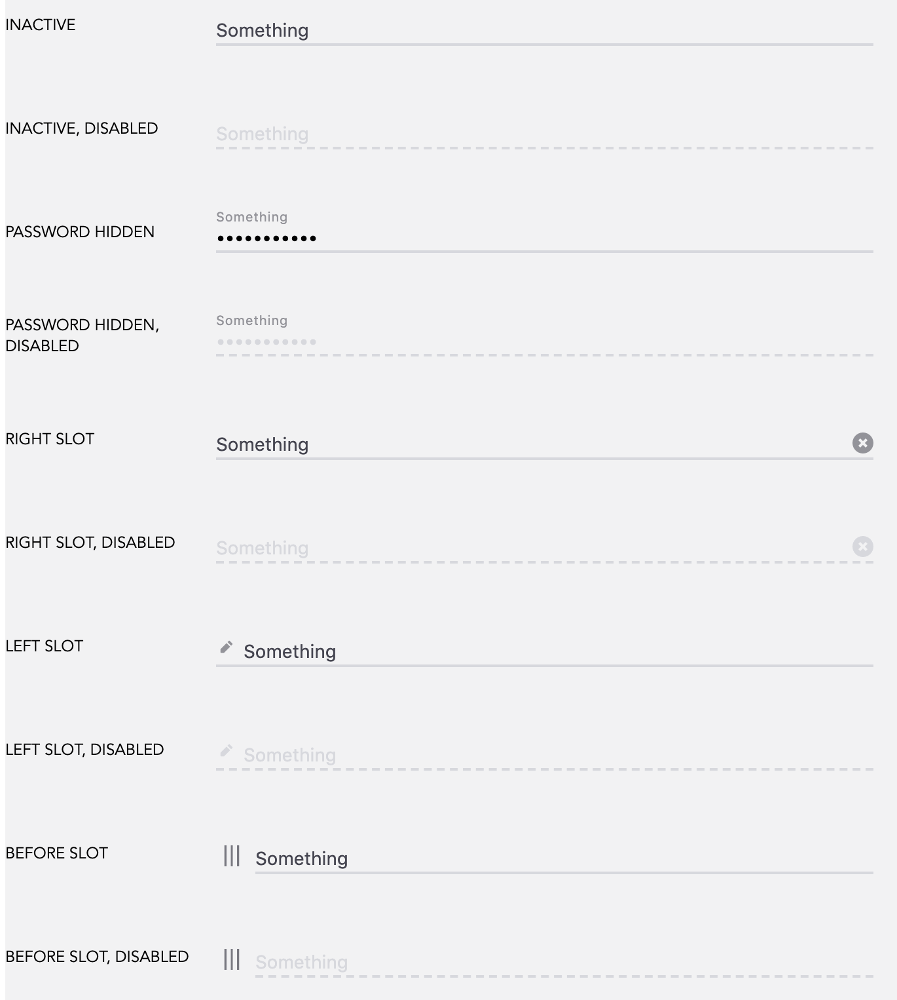 INACTIVE
Something
INACTIVE, DISABLED
Something
PASSWORD HIDDEN
Something
•••••••••••
PASSWORD HIDDEN,
DISABLED
Something
•••••••••••
RIGHT SLOT
Something
RIGHT SLOT, DISABLED
Something
LEFT SLOT
Something
LEFT SLOT, DISABLED
Something
BEFORE SLOT
Something
BEFORE SLOT, DISABLED
Something